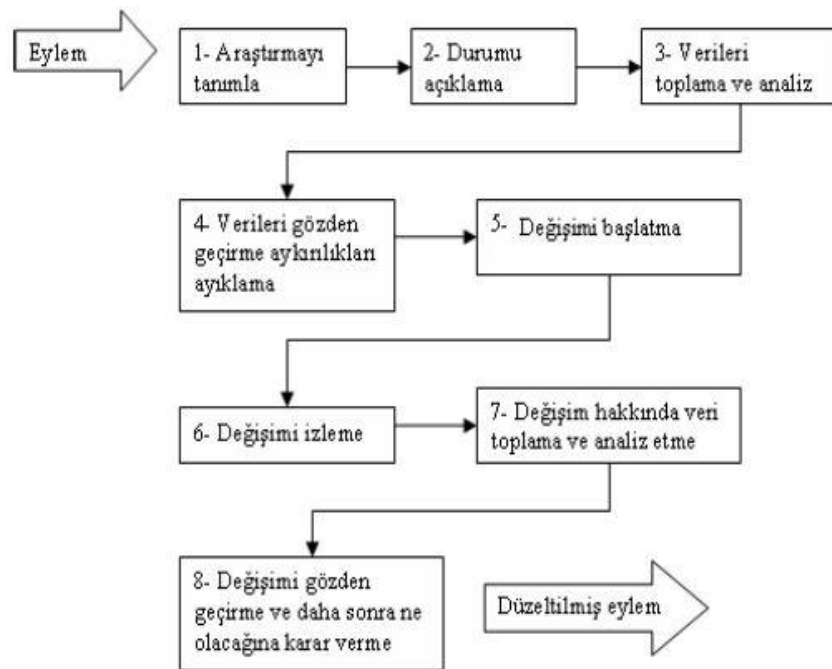 Eylem
1- Araştırmayı
tanımla
2- Durumu
açıklama
3- Verileri
toplama ve analiz
4- Verileri gözden
geçirme aykırılıkları
ayıklama
5- Değişimi başlatma
6- Değişimi izleme
7- Değişim hakkında veri
toplama ve analiz etme
8- Değişimi gözden
geçirme ve daha sonra ne
olacağına karar verme
Düzeltilmiş eylem